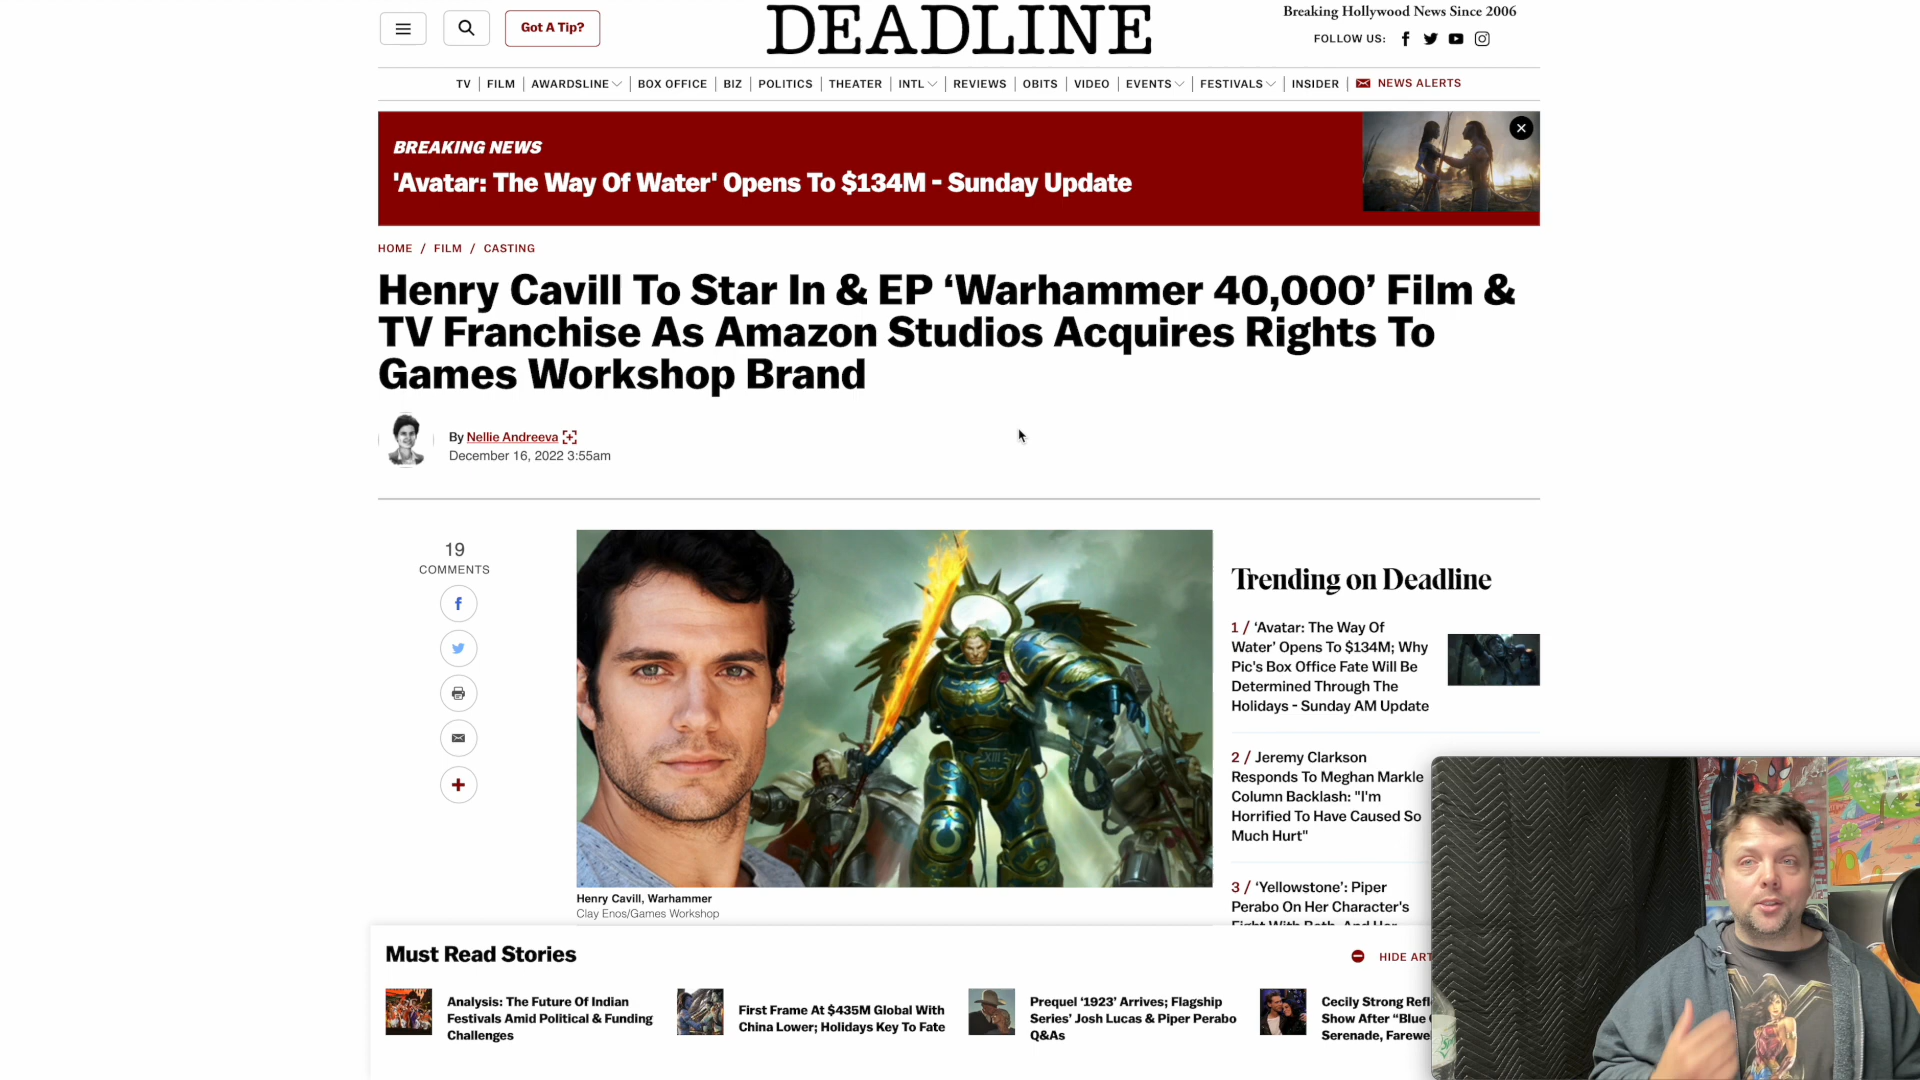 Got A Tip?
DEADLINE
Breaking Hollywood News Since 2006
FOLLOW US:
TV | FILM | AWARDSLINE | BOX OFFICE | BIZ | POLITICS | THEATER | INTL | REVIEWS | OBITS | VIDEO | EVENTS | FESTIVALS | INSIDER | NEWS ALERTS
BREAKING NEWS
'Avatar: The Way Of Water' Opens To $134M - Sunday Update
HOME / FILM / CASTING
Henry Cavill To Star In & EP ‘Warhammer 40,000’ Film &
TV Franchise As Amazon Studios Acquires Rights To
Games Workshop Brand
By Nellie Andreeva
December 16, 2022 3:55am
19
COMMENTS
XIII
Henry Cavill, Warhammer
Clay Enos/Games Workshop
Trending on Deadline
1 / ‘Avatar: The Way Of
Water’ Opens To $134M; Why
Pic's Box Office Fate Will Be
Determined Through The
Holidays - Sunday AM Update
2 / Jeremy Clarkson
Responds To Meghan Markle
Column Backlash: "I'm
Horrified To Have Caused So
Much Hurt"
3 / ‘Yellowstone’: Piper
Perabo On Her Character's
Fight With Beth, And Her
Must Read Stories
HIDE ART
Analysis: The Future Of Indian
Festivals Amid Political & Funding
Challenges
First Frame At $435M Global With
China Lower; Holidays Key To Fate
Prequel ‘1923’ Arrives; Flagship
Series’ Josh Lucas & Piper Perabo
Q&As
Cecily Strong Refl
Show After “Blue
Serenade, Farewe